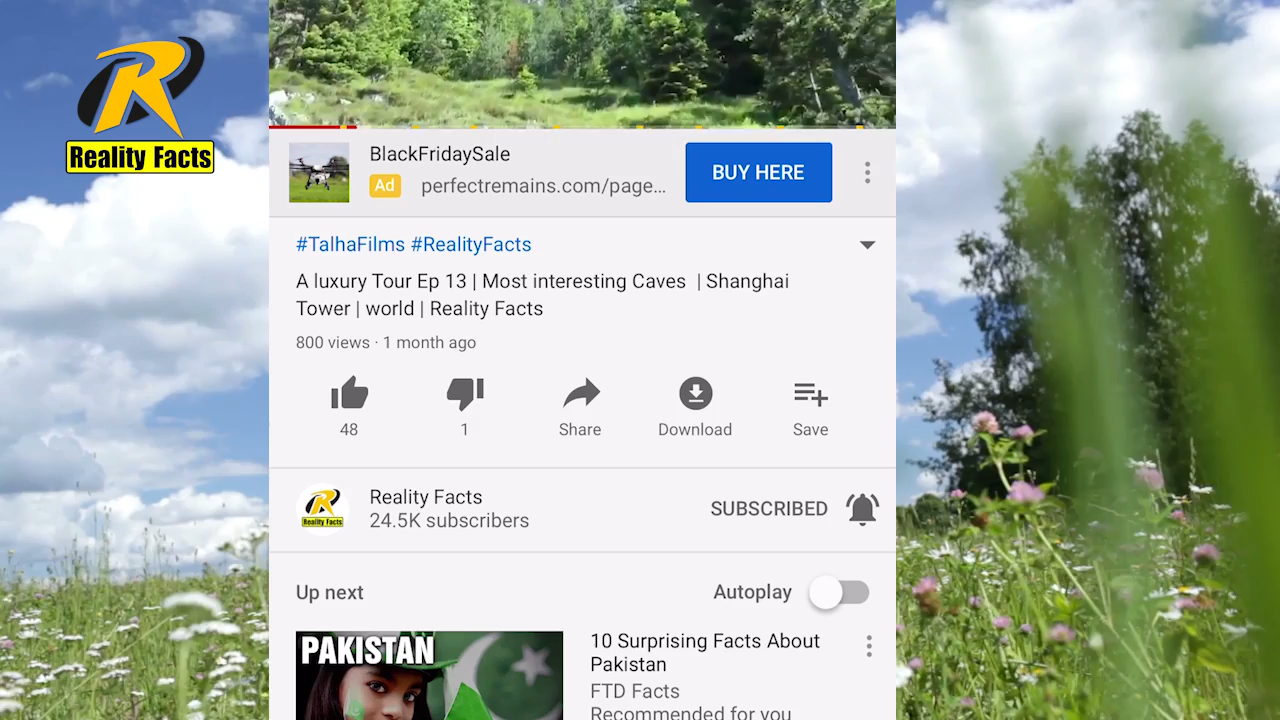 Reality Facts
BlackFridaySale
Ad perfectremains.com/page...
BUY HERE
#TalhaFilms #RealityFacts
A luxury Tour Ep 13 | Most interesting Caves | Shanghai
Tower | world | Reality Facts
800 views · 1 month ago
48
1
Share
Download
Save
Reality Facts
Reality Facts
24.5K subscribers
SUBSCRIBED
Up next
Autoplay
PAKISTAN
10 Surprising Facts About
Pakistan
FTD Facts
Recommended for you